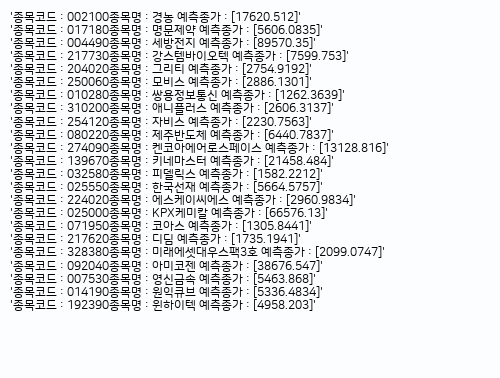 '종목코드 : 002100종목명 : 경농 예측종가 : [17620.512]'
'종목코드 : 017180종목명 : 명문제약 예측종가 : [5606.0835]'
'종목코드 : 004490종목명 : 세방전지 예측종가 : [89570.35]'
'종목코드 : 217730종목명 : 강스템바이오텍 예측종가 : [7599.753]'
'종목코드 : 204020종목명 : 그리티 예측종가 : [2754.9192]'
'종목코드 : 250060종목명 : 모비스 예측종가 : [2886.1301]'
'종목코드 : 010280종목명 : 쌍용정보통신 예측종가 : [1262.3639]'
'종목코드 : 310200종목명 : 애니플러스 예측종가 : [2606.3137]'
'종목코드 : 254120종목명 : 자비스 예측종가 : [2230.7563]'
'종목코드 : 080220종목명 : 제주반도체 예측종가 : [6440.7837]'
'종목코드 : 274090종목명 : 켄코아에어로스페이스 예측종가 : [13128.816]'
'종목코드 : 139670종목명 : 키네마스터 예측종가 : [21458.484]'
'종목코드 : 032580종목명 : 피델릭스 예측종가 : [1582.2212]'
'종목코드 : 025550종목명 : 한국선재 예측종가 : [5664.5757]'
'종목코드 : 224020종목명 : 에스케이씨에스 예측종가 : [2960.9834]'
'종목코드 : 025000종목명 : KPX케미칼 예측종가 : [66576.13]'
'종목코드 : 071950종목명 : 코아스 예측종가 : [1305.8441]'
'종목코드 : 217620종목명 : 디딤 예측종가 : [1735.1941]'
'종목코드 : 328380종목명 : 미래에셋대우스팩3호 예측종가 : [2099.0747]'
'종목코드 : 092040종목명 : 아미코젠 예측종가 : [38676.547]'
'종목코드 : 007530종목명 : 영신금속 예측종가 : [5463.868]'
'종목코드 : 014190종목명 : 원익큐브 예측종가 : [5336.4834]'
'종목코드 : 192390종목명 : 윈하이텍 예측종가 : [4958.203]'